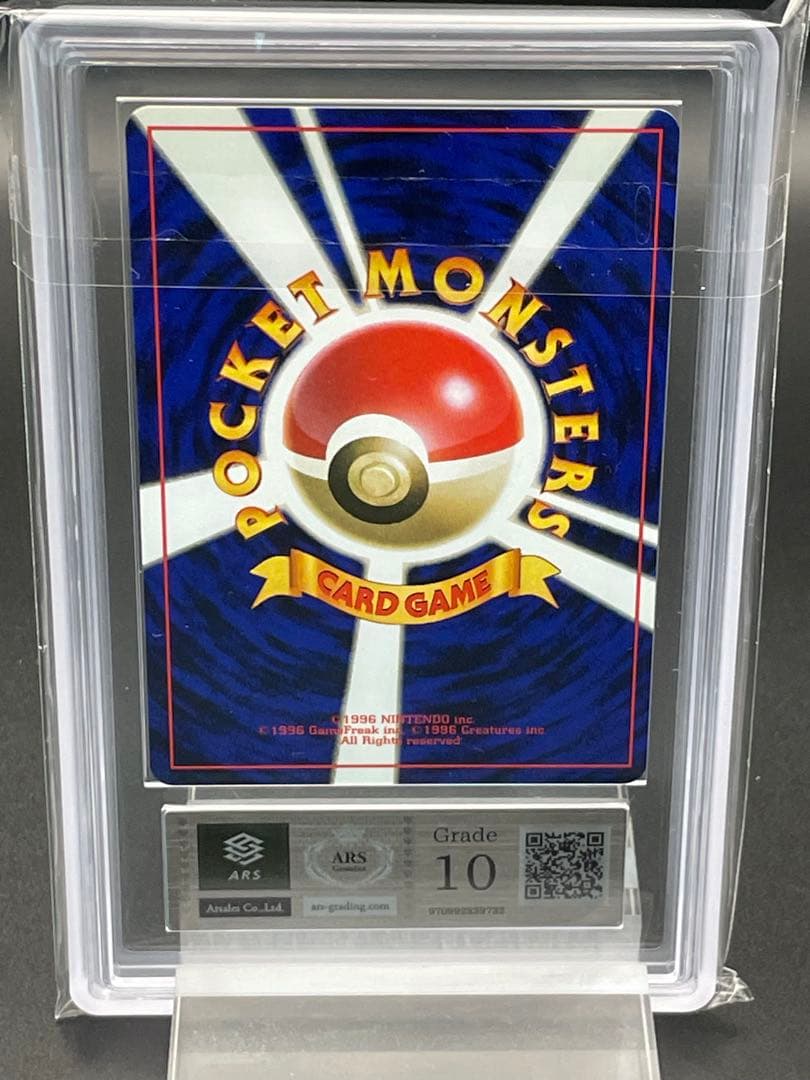 POCKET MONSTERS
CARD GAME
©1996 NINTENDO inc.
©1996 GameFreak inc. ©1996 Creatures inc
All Rights reserved
ARS
Arsales Co.,Ltd.
ARS
ars-grading.com
Grade
10